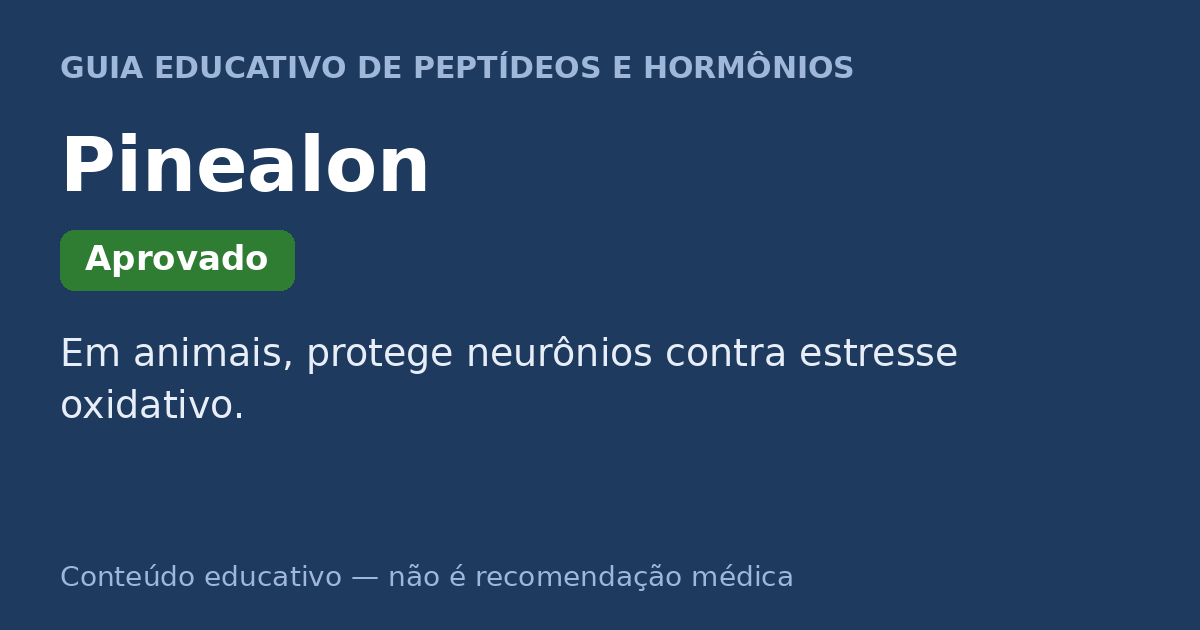 GUIA EDUCATIVO DE PEPTÍDEOS E HORMÔNIOS
Pinealon
Aprovado
Em animais, protege neurônios contra estresse
oxidativo.
Conteúdo educativo — não é recomendação médica